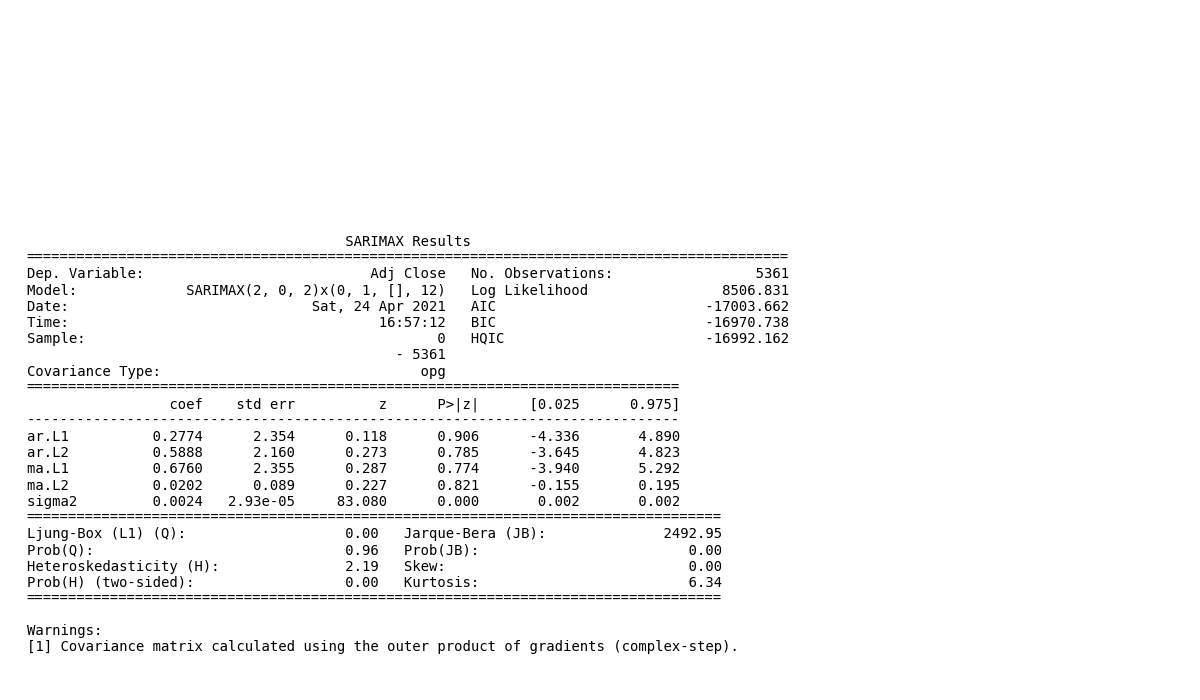 SARIMAX Results
==========================================================================================
Dep. Variable:                          Adj Close   No. Observations:                 5361
Model:             SARIMAX(2, 0, 2)x(0, 1, [], 12)   Log Likelihood                8506.831
Date:                            Sat, 24 Apr 2021   AIC                         -17003.662
Time:                                    16:57:12   BIC                         -16970.738
Sample:                                         0   HQIC                        -16992.162
- 5361
Covariance Type:                              opg
==============================================================================
coef    std err          z      P>|z|      [0.025      0.975]
------------------------------------------------------------------------------
ar.L1          0.2774      2.354      0.118      0.906      -4.336       4.890
ar.L2          0.5888      2.160      0.273      0.785      -3.645       4.823
ma.L1          0.6760      2.355      0.287      0.774      -3.940       5.292
ma.L2          0.0202      0.089      0.227      0.821      -0.155       0.195
sigma2         0.0024   2.93e-05     83.080      0.000       0.002       0.002
===================================================================================
Ljung-Box (L1) (Q):                   0.00   Jarque-Bera (JB):              2492.95
Prob(Q):                              0.96   Prob(JB):                         0.00
Heteroskedasticity (H):               2.19   Skew:                             0.00
Prob(H) (two-sided):                  0.00   Kurtosis:                         6.34
===================================================================================
Warnings:
[1] Covariance matrix calculated using the outer product of gradients (complex-step).